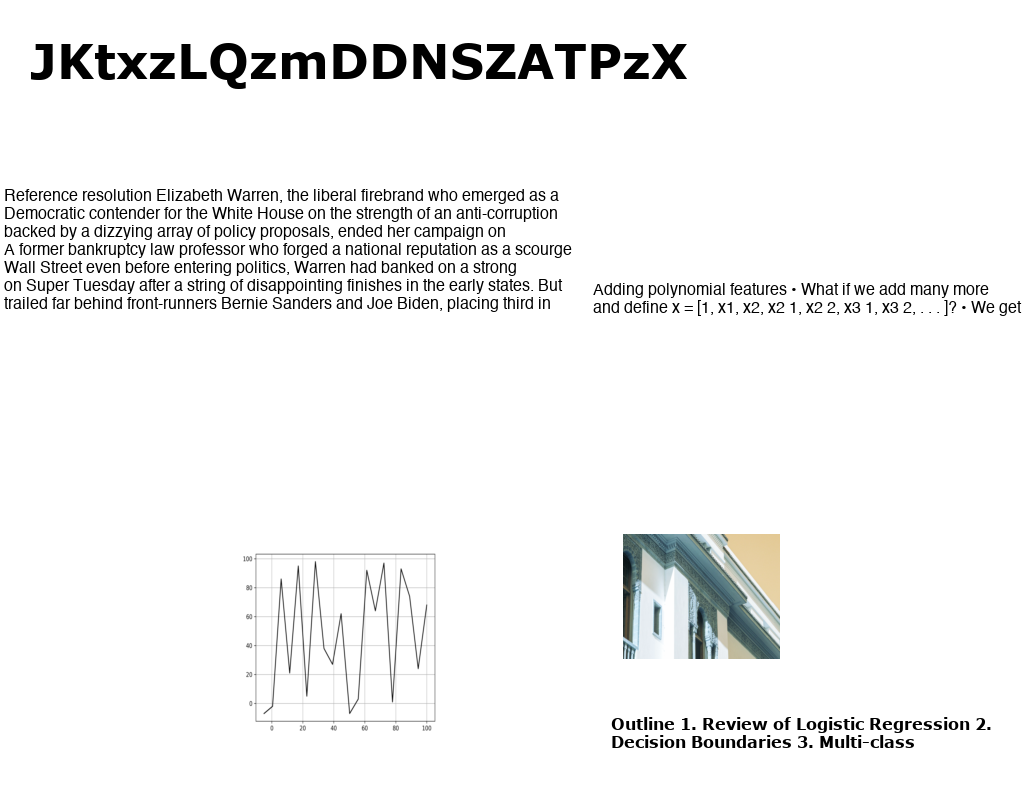 JKtxzLQzmDDNSZATPzX
Reference resolution Elizabeth Warren, the liberal firebrand who emerged as a
Democratic contender for the White House on the strength of an anti-corruption
backed by a dizzying array of policy proposals, ended her campaign on
A former bankruptcy law professor who forged a national reputation as a scourge
Wall Street even before entering politics, Warren had banked on a strong
on Super Tuesday after a string of disappointing finishes in the early states. But
trailed far behind front-runners Bernie Sanders and Joe Biden, placing third in
Adding polynomial features • What if we add many more
and define x = [1, x1, x2, x2 1, x2 2, x3 1, x3 2, . . . ]? • We get
100
80
60
40
20
0
0 20 40 60 80 100
Outline 1. Review of Logistic Regression 2.
Decision Boundaries 3. Multi-class